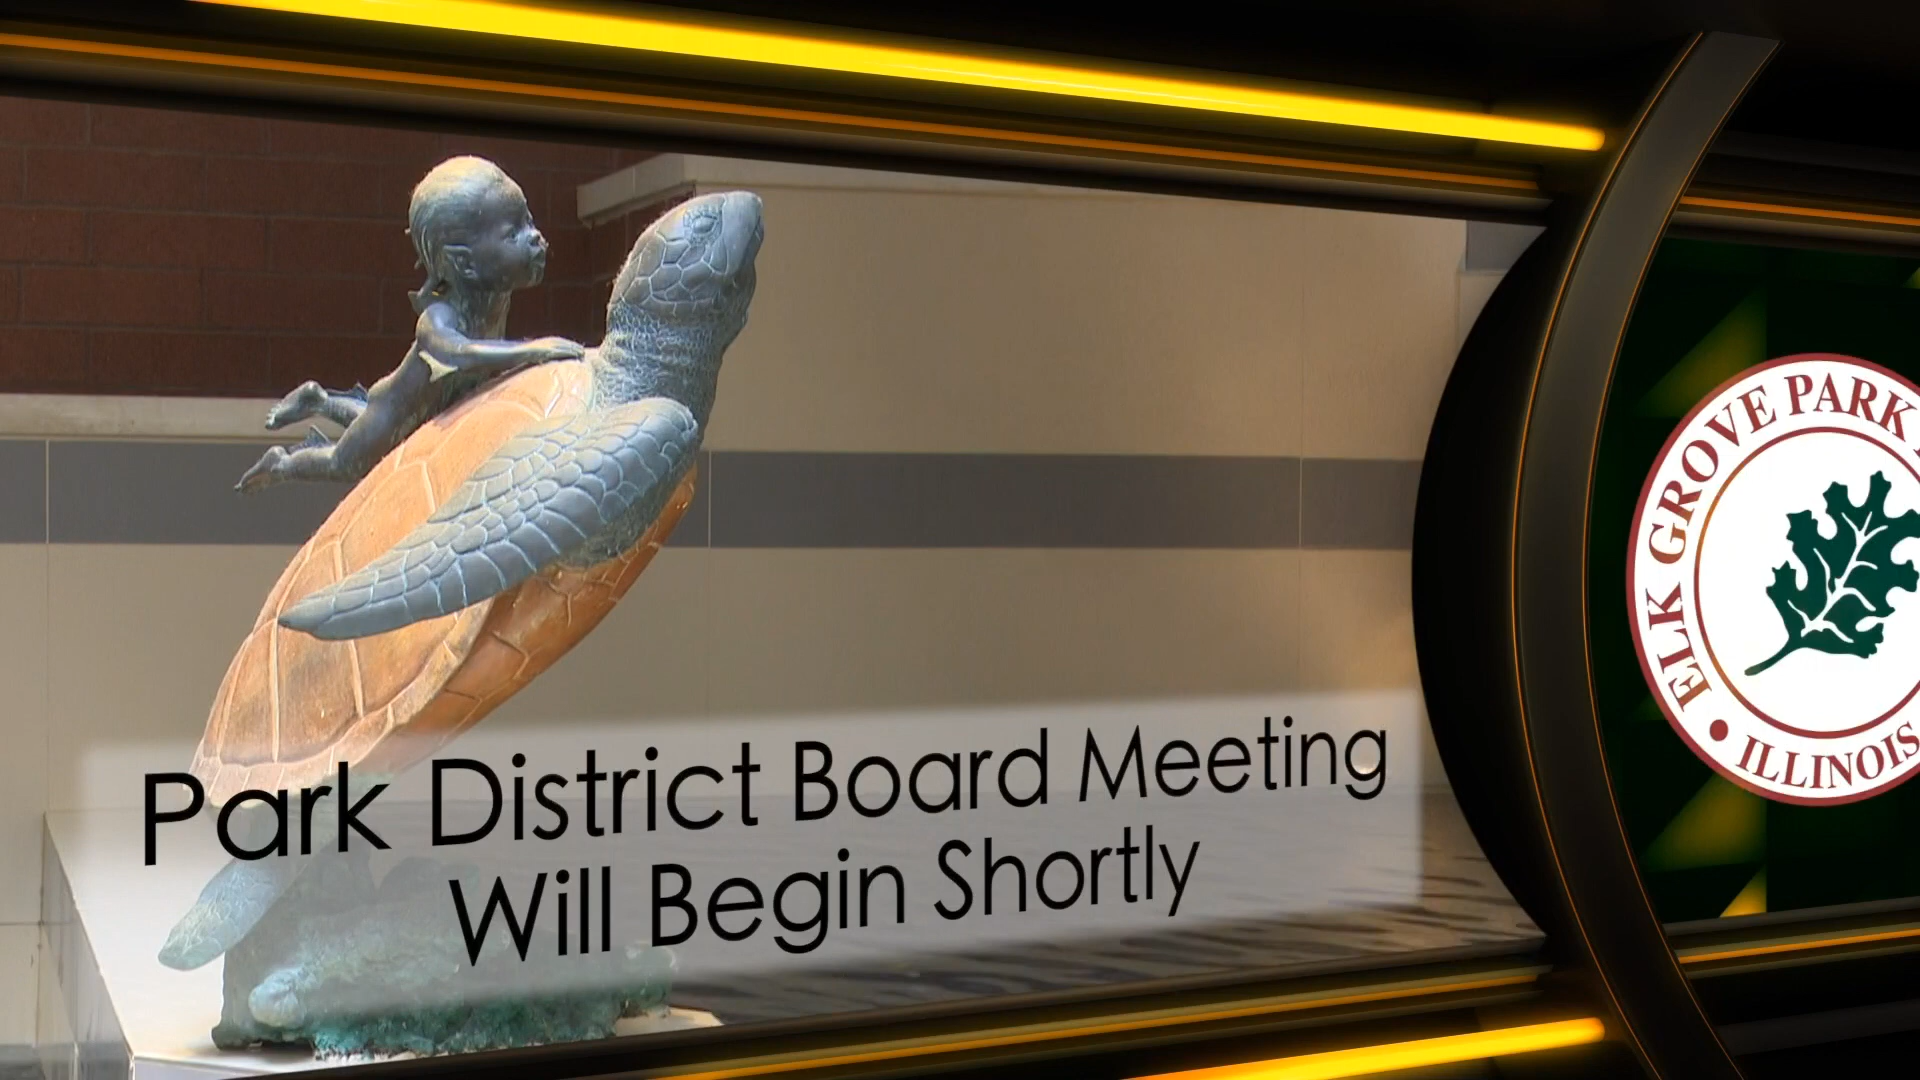 Park District Board Meeting
Will Begin Shortly
ELK GROVE PARK
• ILLINOIS